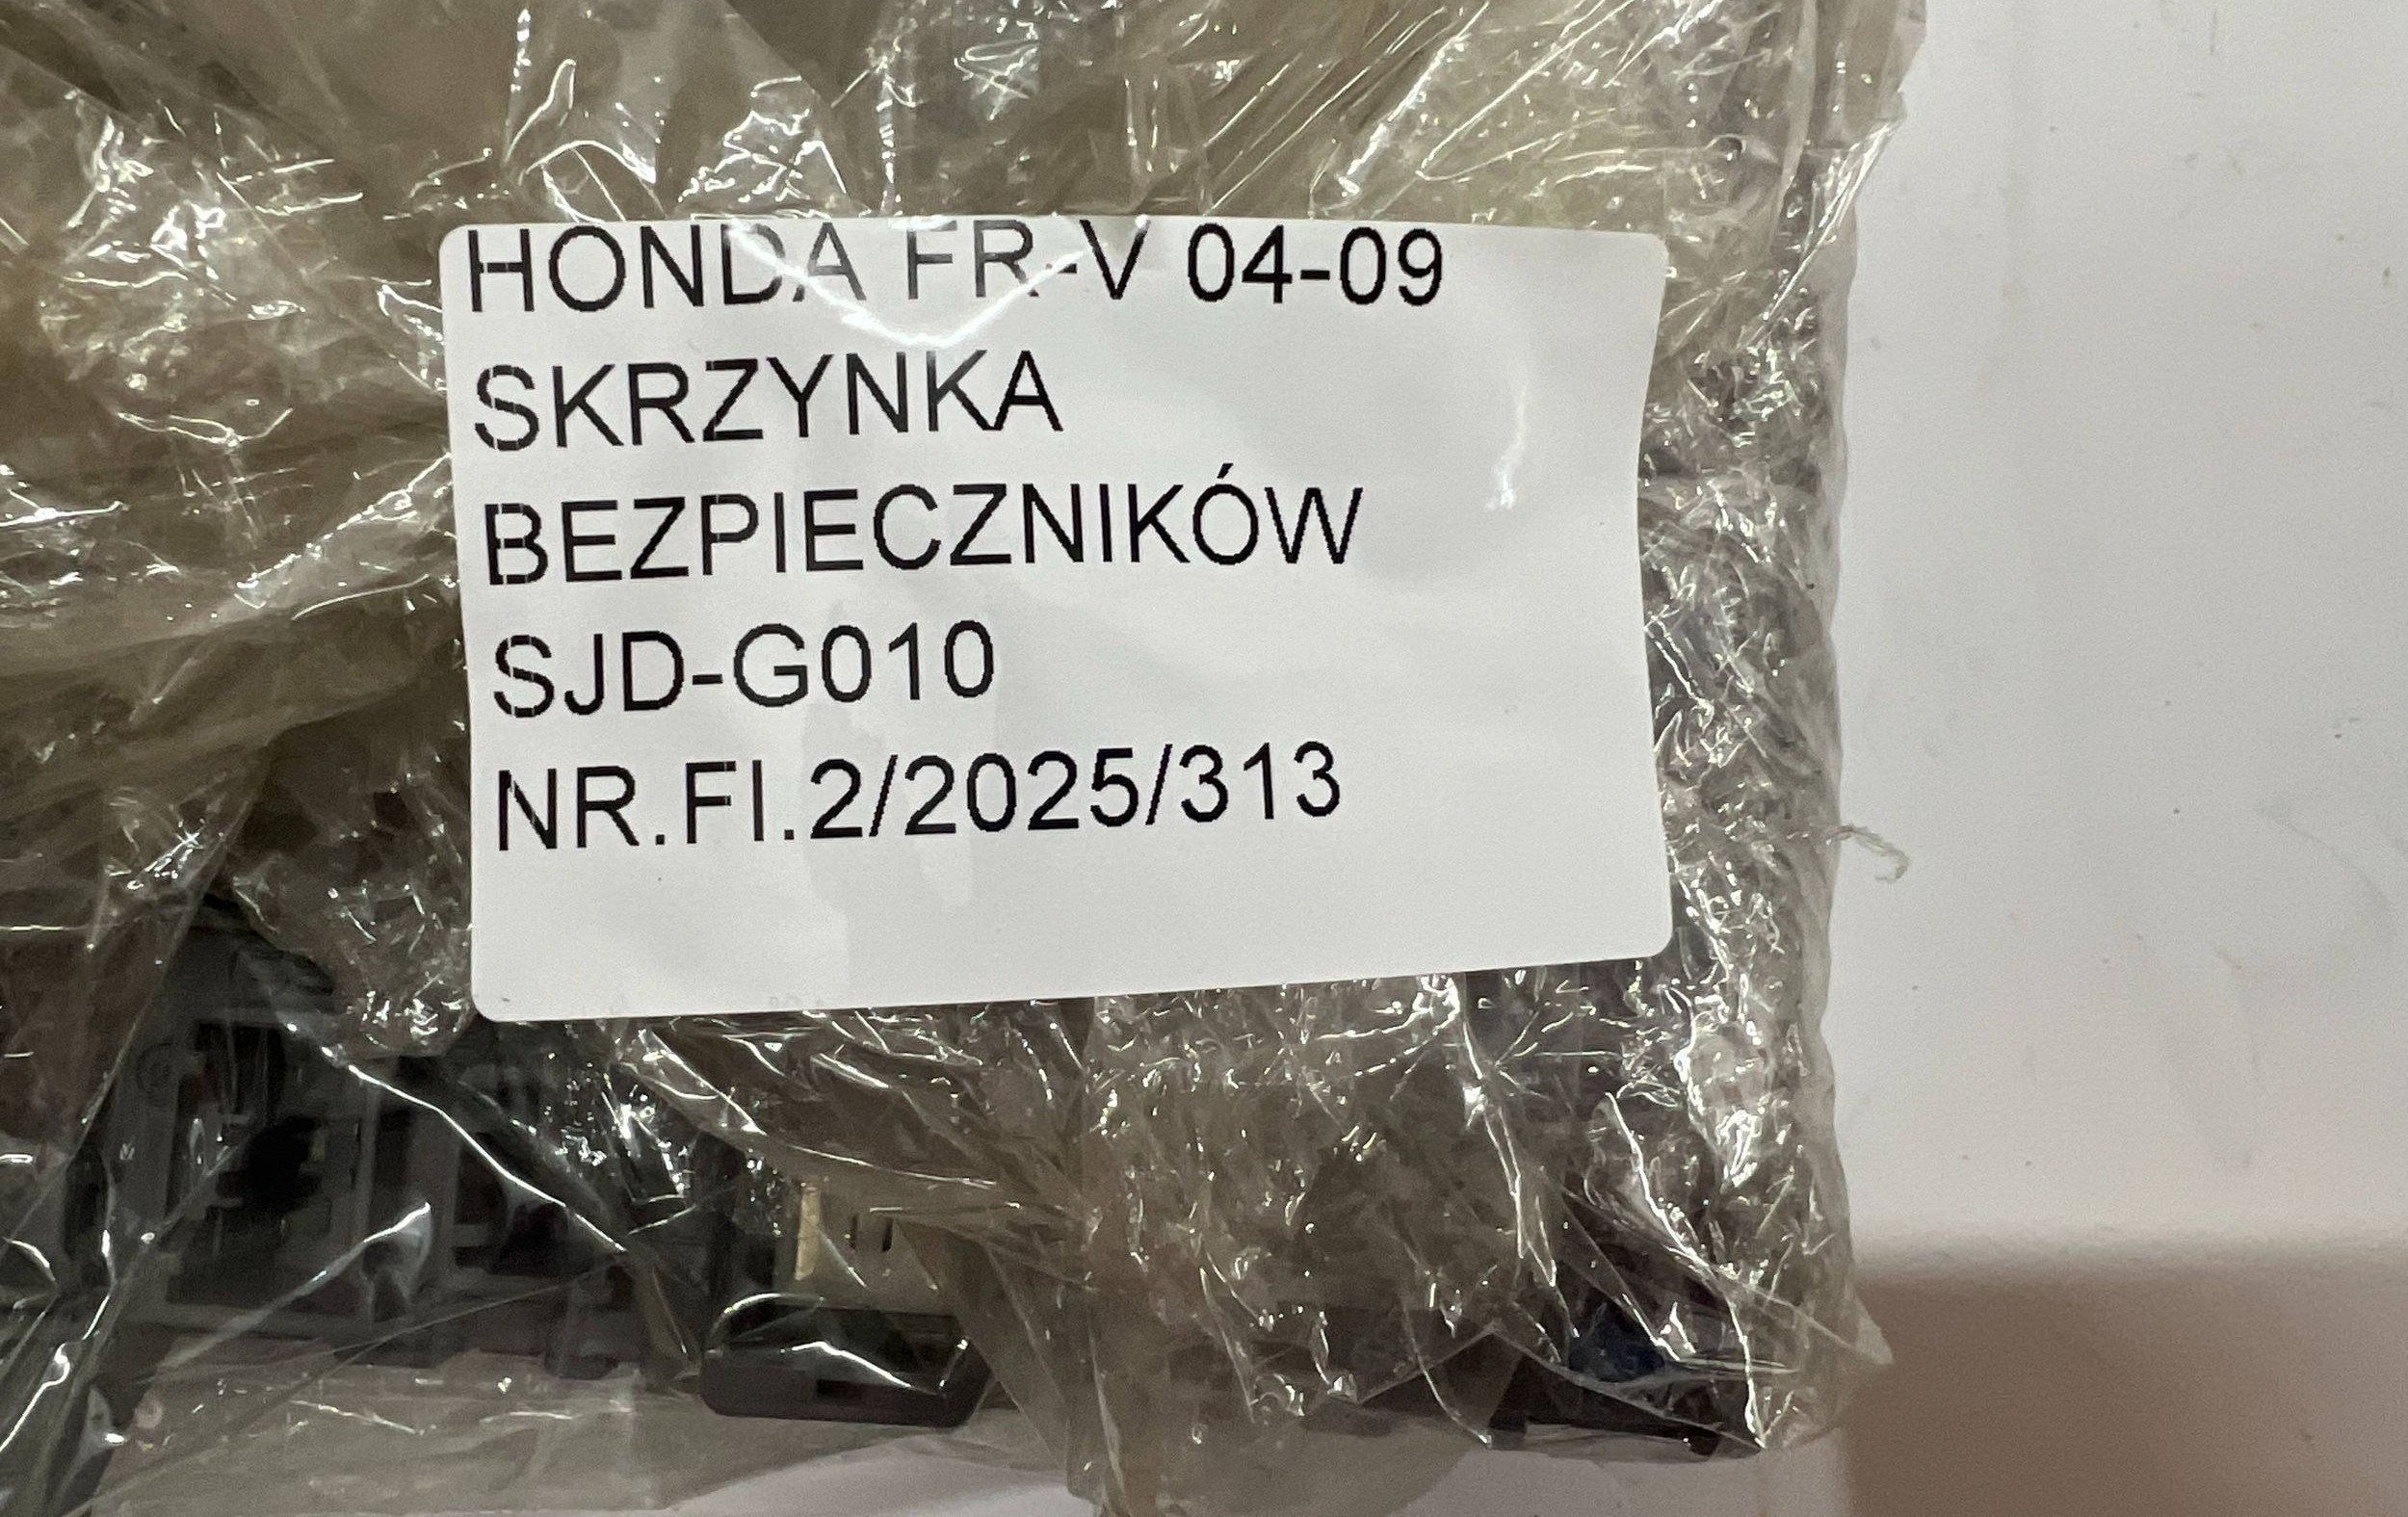 HONDA FR-V 04-09
SKRZYNKA
BEZPIECZNIKÓW
SJD-G010
NR.FI.2/2025/313